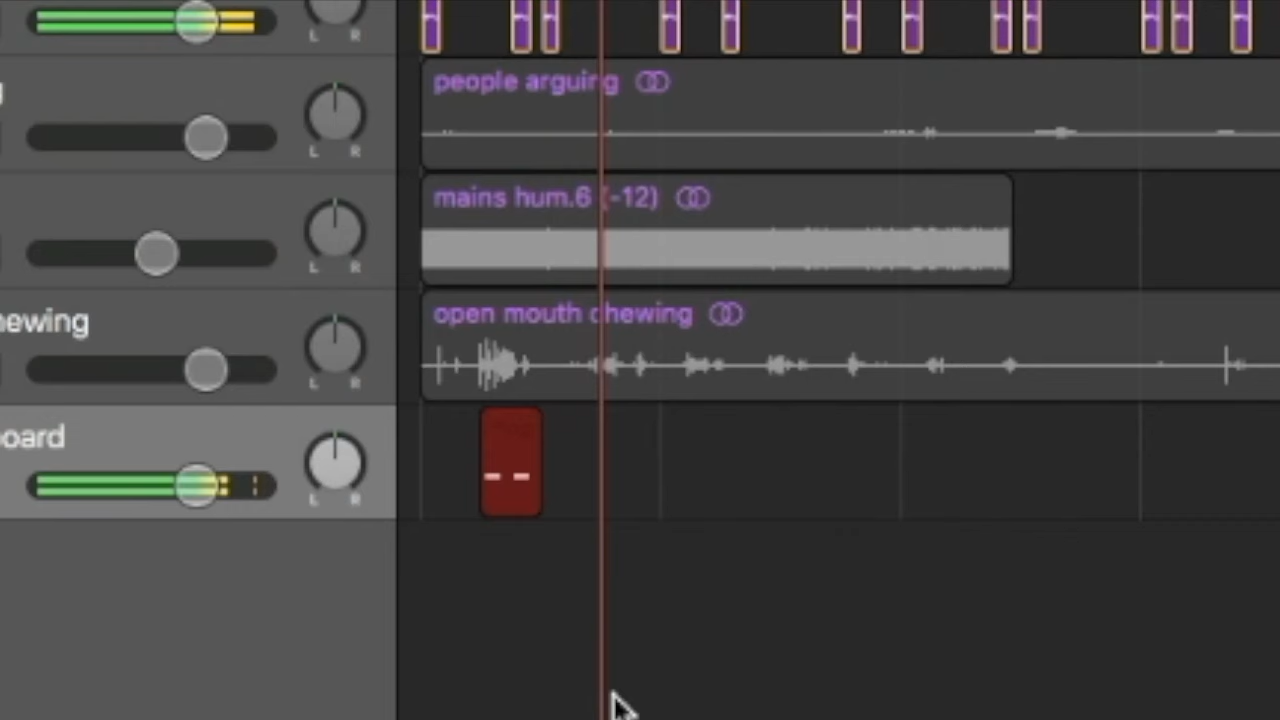 L R
people arguing
L R
mains hum.6 (-12)
L R
hewing
open mouth chewing
L R
oard
L R